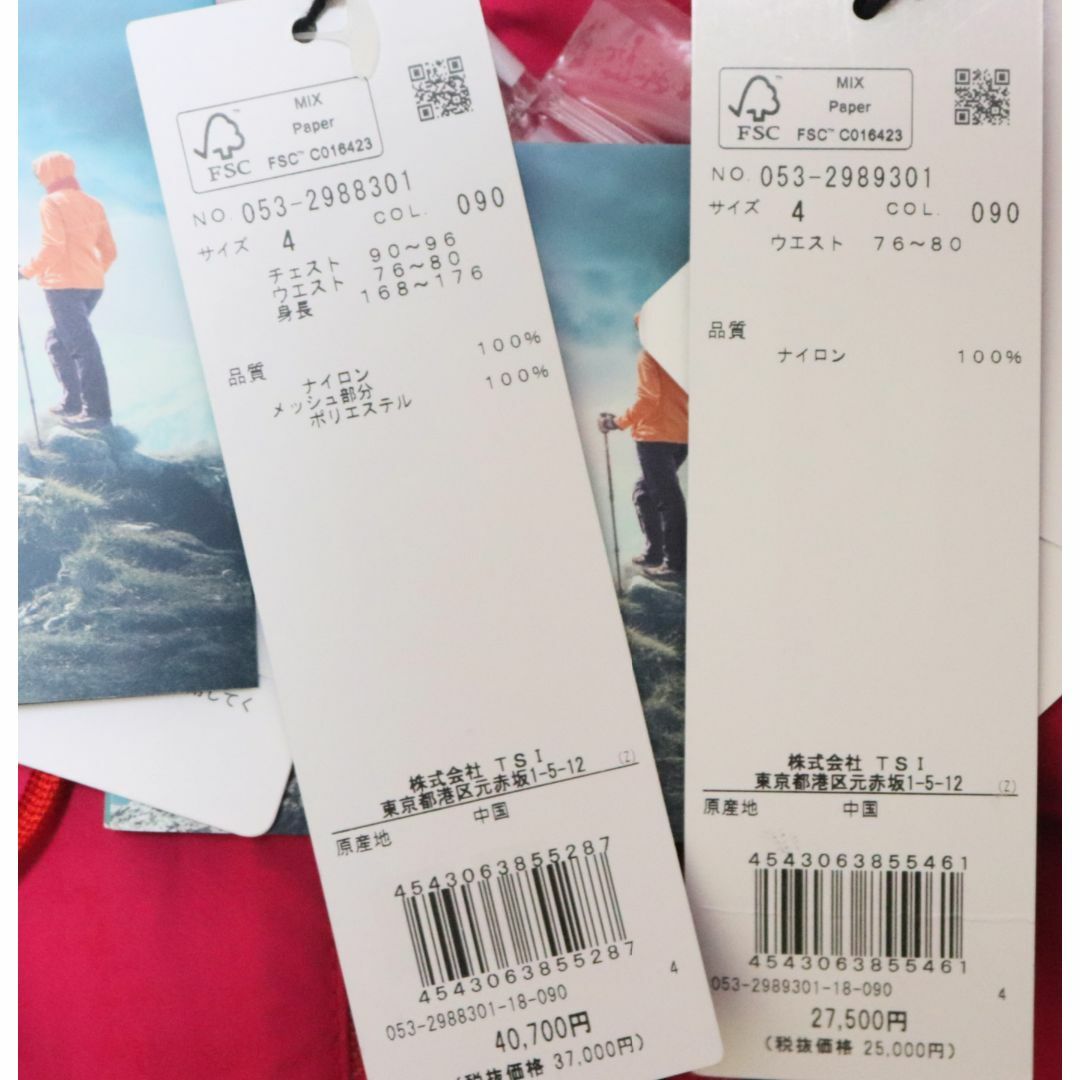 MIX
Paper
FSC™ C016423
FSC
NO. 053-2988301
サイズ 4 COL. 090
チェスト 90～96
ウエスト 76～80
身長 168～176
品質
ナイロン 100%
メッシュ部分
ポリエステル 100%
株式会社 TSI
東京都港区元赤坂1-5-12 (Z)
原産地 中国
4543063855287
4543063855287
053-2988301-18-090 4
40,700円
(税抜価格 37,000円)
MIX
Paper
FSC™ C016423
FSC
NO. 053-2989301
サイズ 4 COL. 090
ウエスト 76～80
品質
ナイロン 100%
株式会社 TSI
東京都港区元赤坂1-5-12 (Z)
原産地 中国
4543063855461
4543063855461
053-2989301-18-090 4
27,500円
(税抜価格 25,000円)